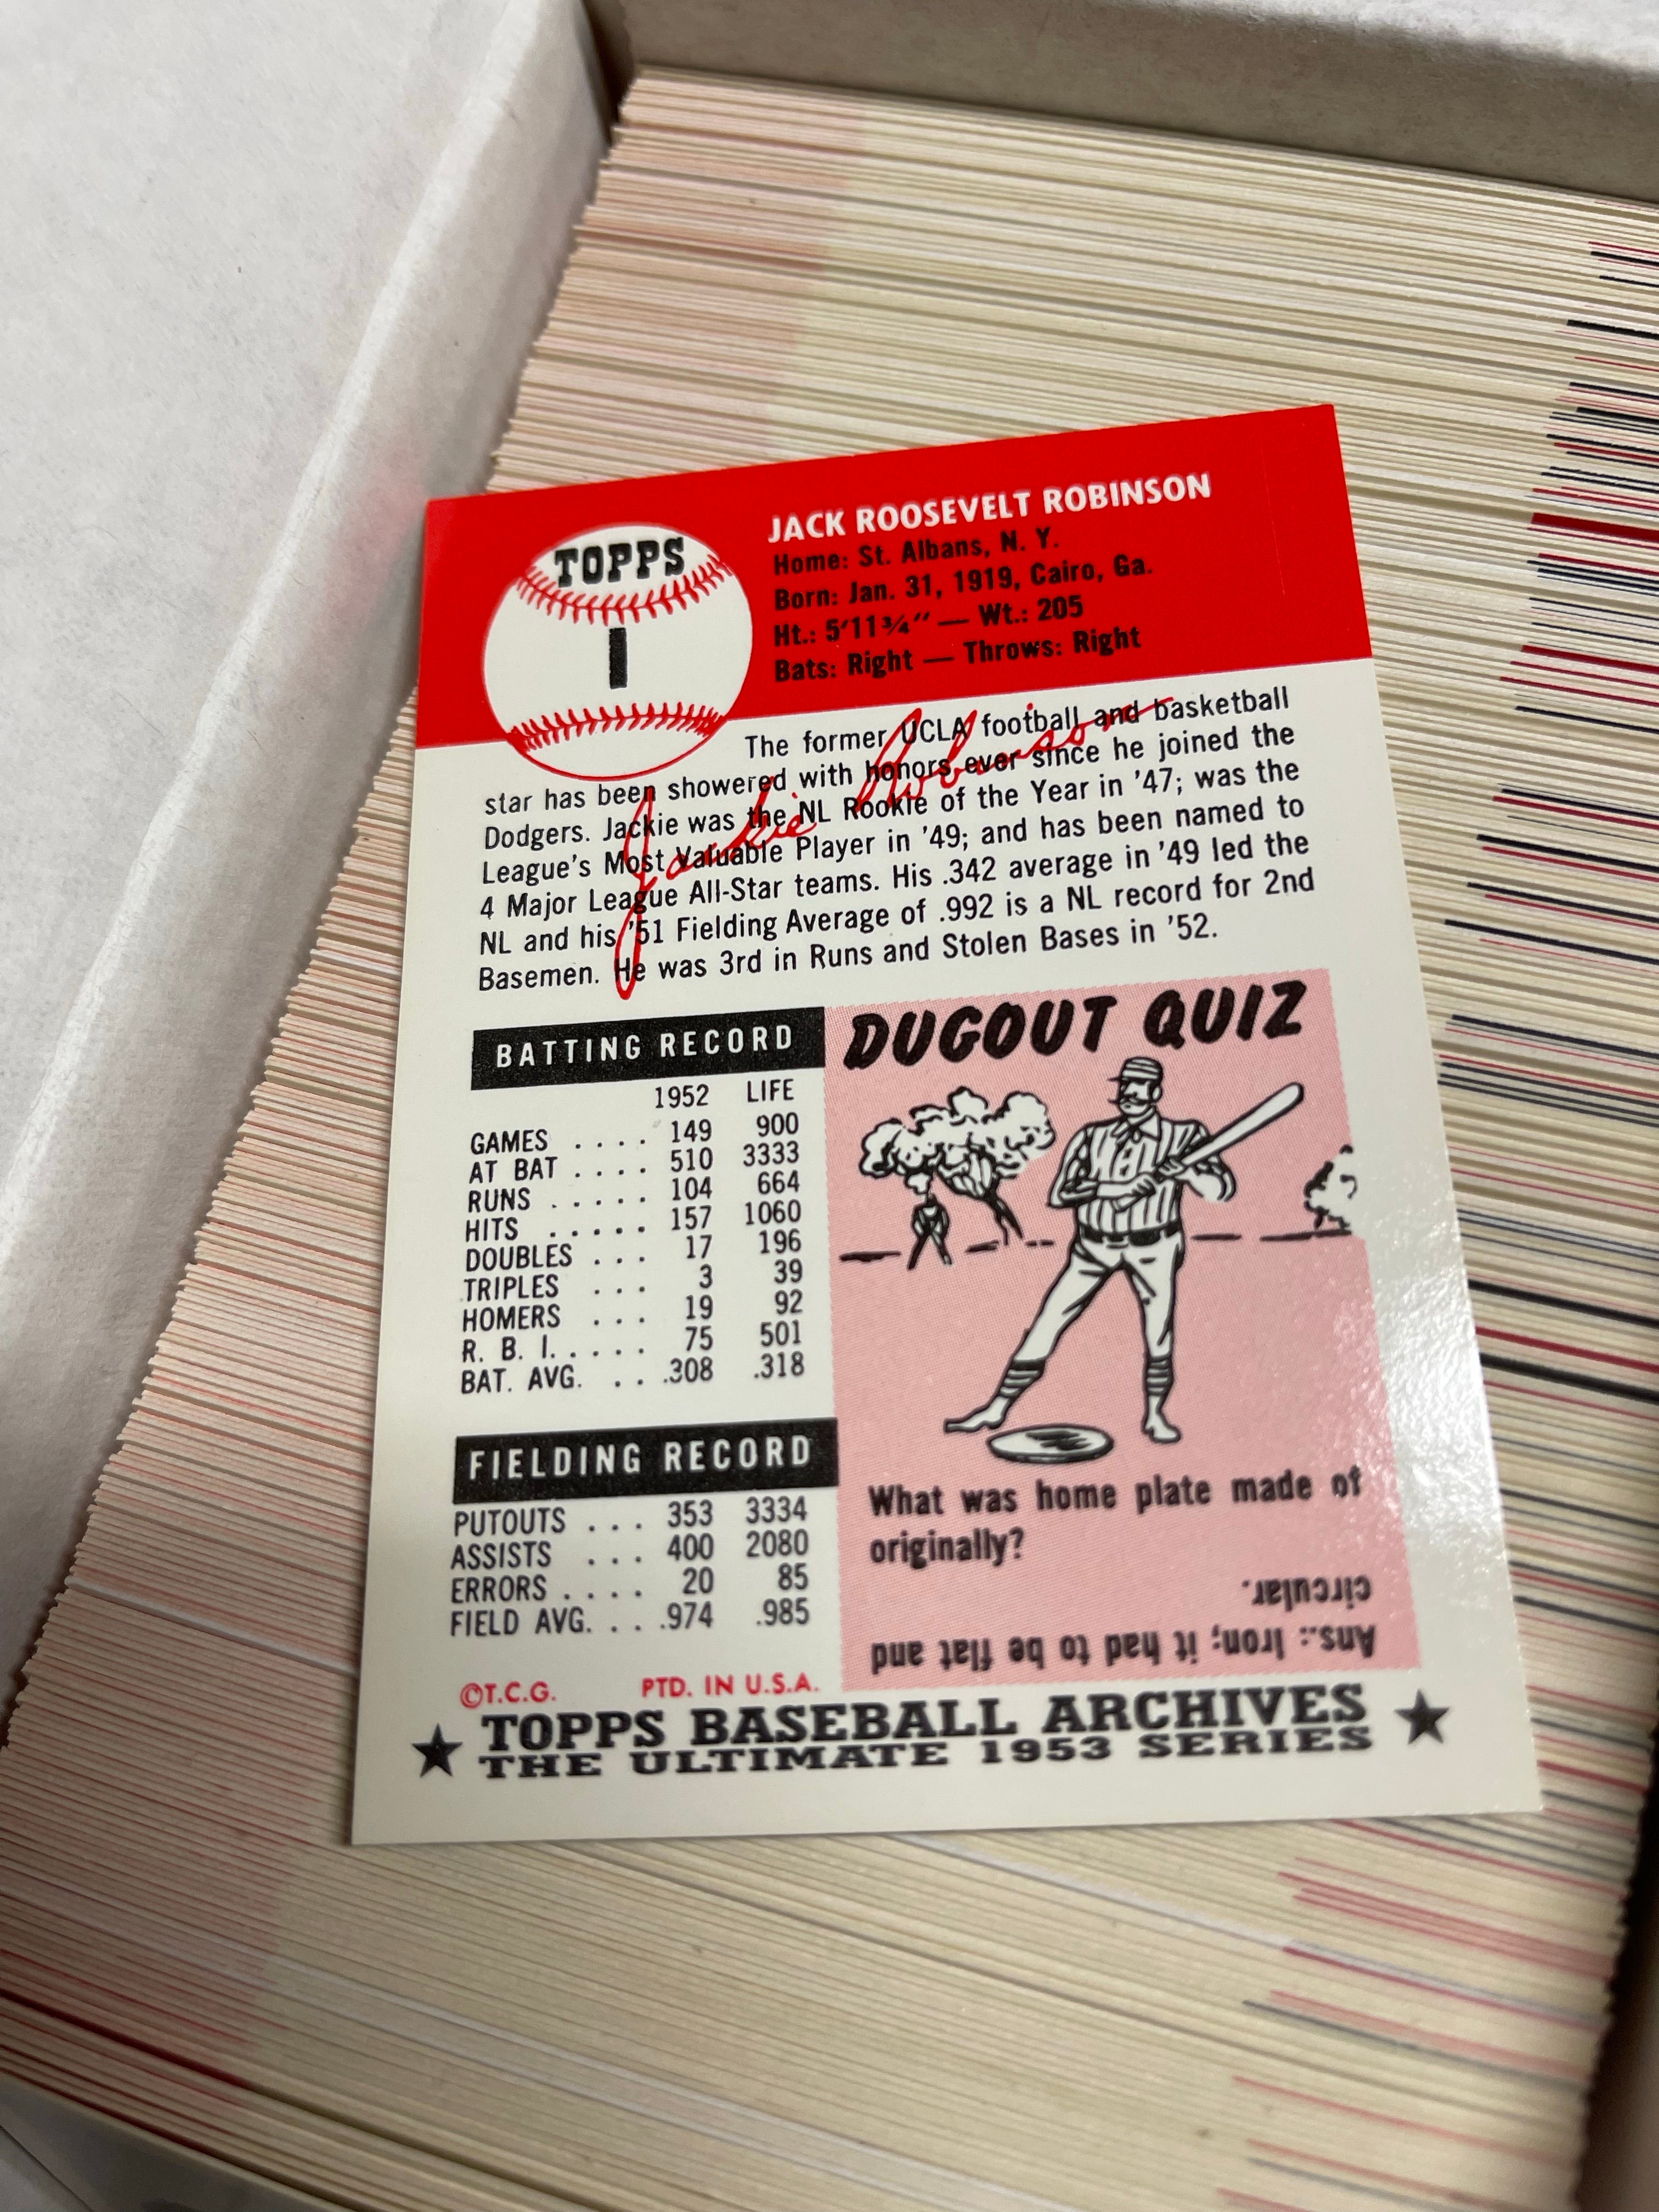 TOPPS
1
JACK ROOSEVELT ROBINSON
Home: St. Albans, N. Y.
Born: Jan. 31, 1919, Cairo, Ga.
Ht.: 5'11¾" — Wt.: 205
Bats: Right — Throws: Right
The former UCLA football and basketball
star has been showered with honors ever since he joined the
Dodgers. Jackie was the NL Rookie of the Year in '47; was the
League's Most Valuable Player in '49; and has been named to
4 Major League All-Star teams. His .342 average in '49 led the
NL and his '51 Fielding Average of .992 is a NL record for 2nd
Basemen. He was 3rd in Runs and Stolen Bases in '52.
Jackie Robinson
BATTING RECORD
1952 LIFE
GAMES . . . . 149 900
AT BAT . . . . 510 3333
RUNS . . . . . 104 664
HITS . . . . . 157 1060
DOUBLES . . . 17 196
TRIPLES . . . 3 39
HOMERS . . . 19 92
R. B. I. . . . . 75 501
BAT. AVG. . . .308 .318
FIELDING RECORD
PUTOUTS . . . 353 3334
ASSISTS . . . 400 2080
ERRORS . . . . 20 85
FIELD AVG. . . .974 .985
DUGOUT QUIZ
What was home plate made of
originally?
Ans.: Iron; it had to be flat and
circular.
©T.C.G. PTD. IN U.S.A.
★ TOPPS BASEBALL ARCHIVES ★
THE ULTIMATE 1953 SERIES